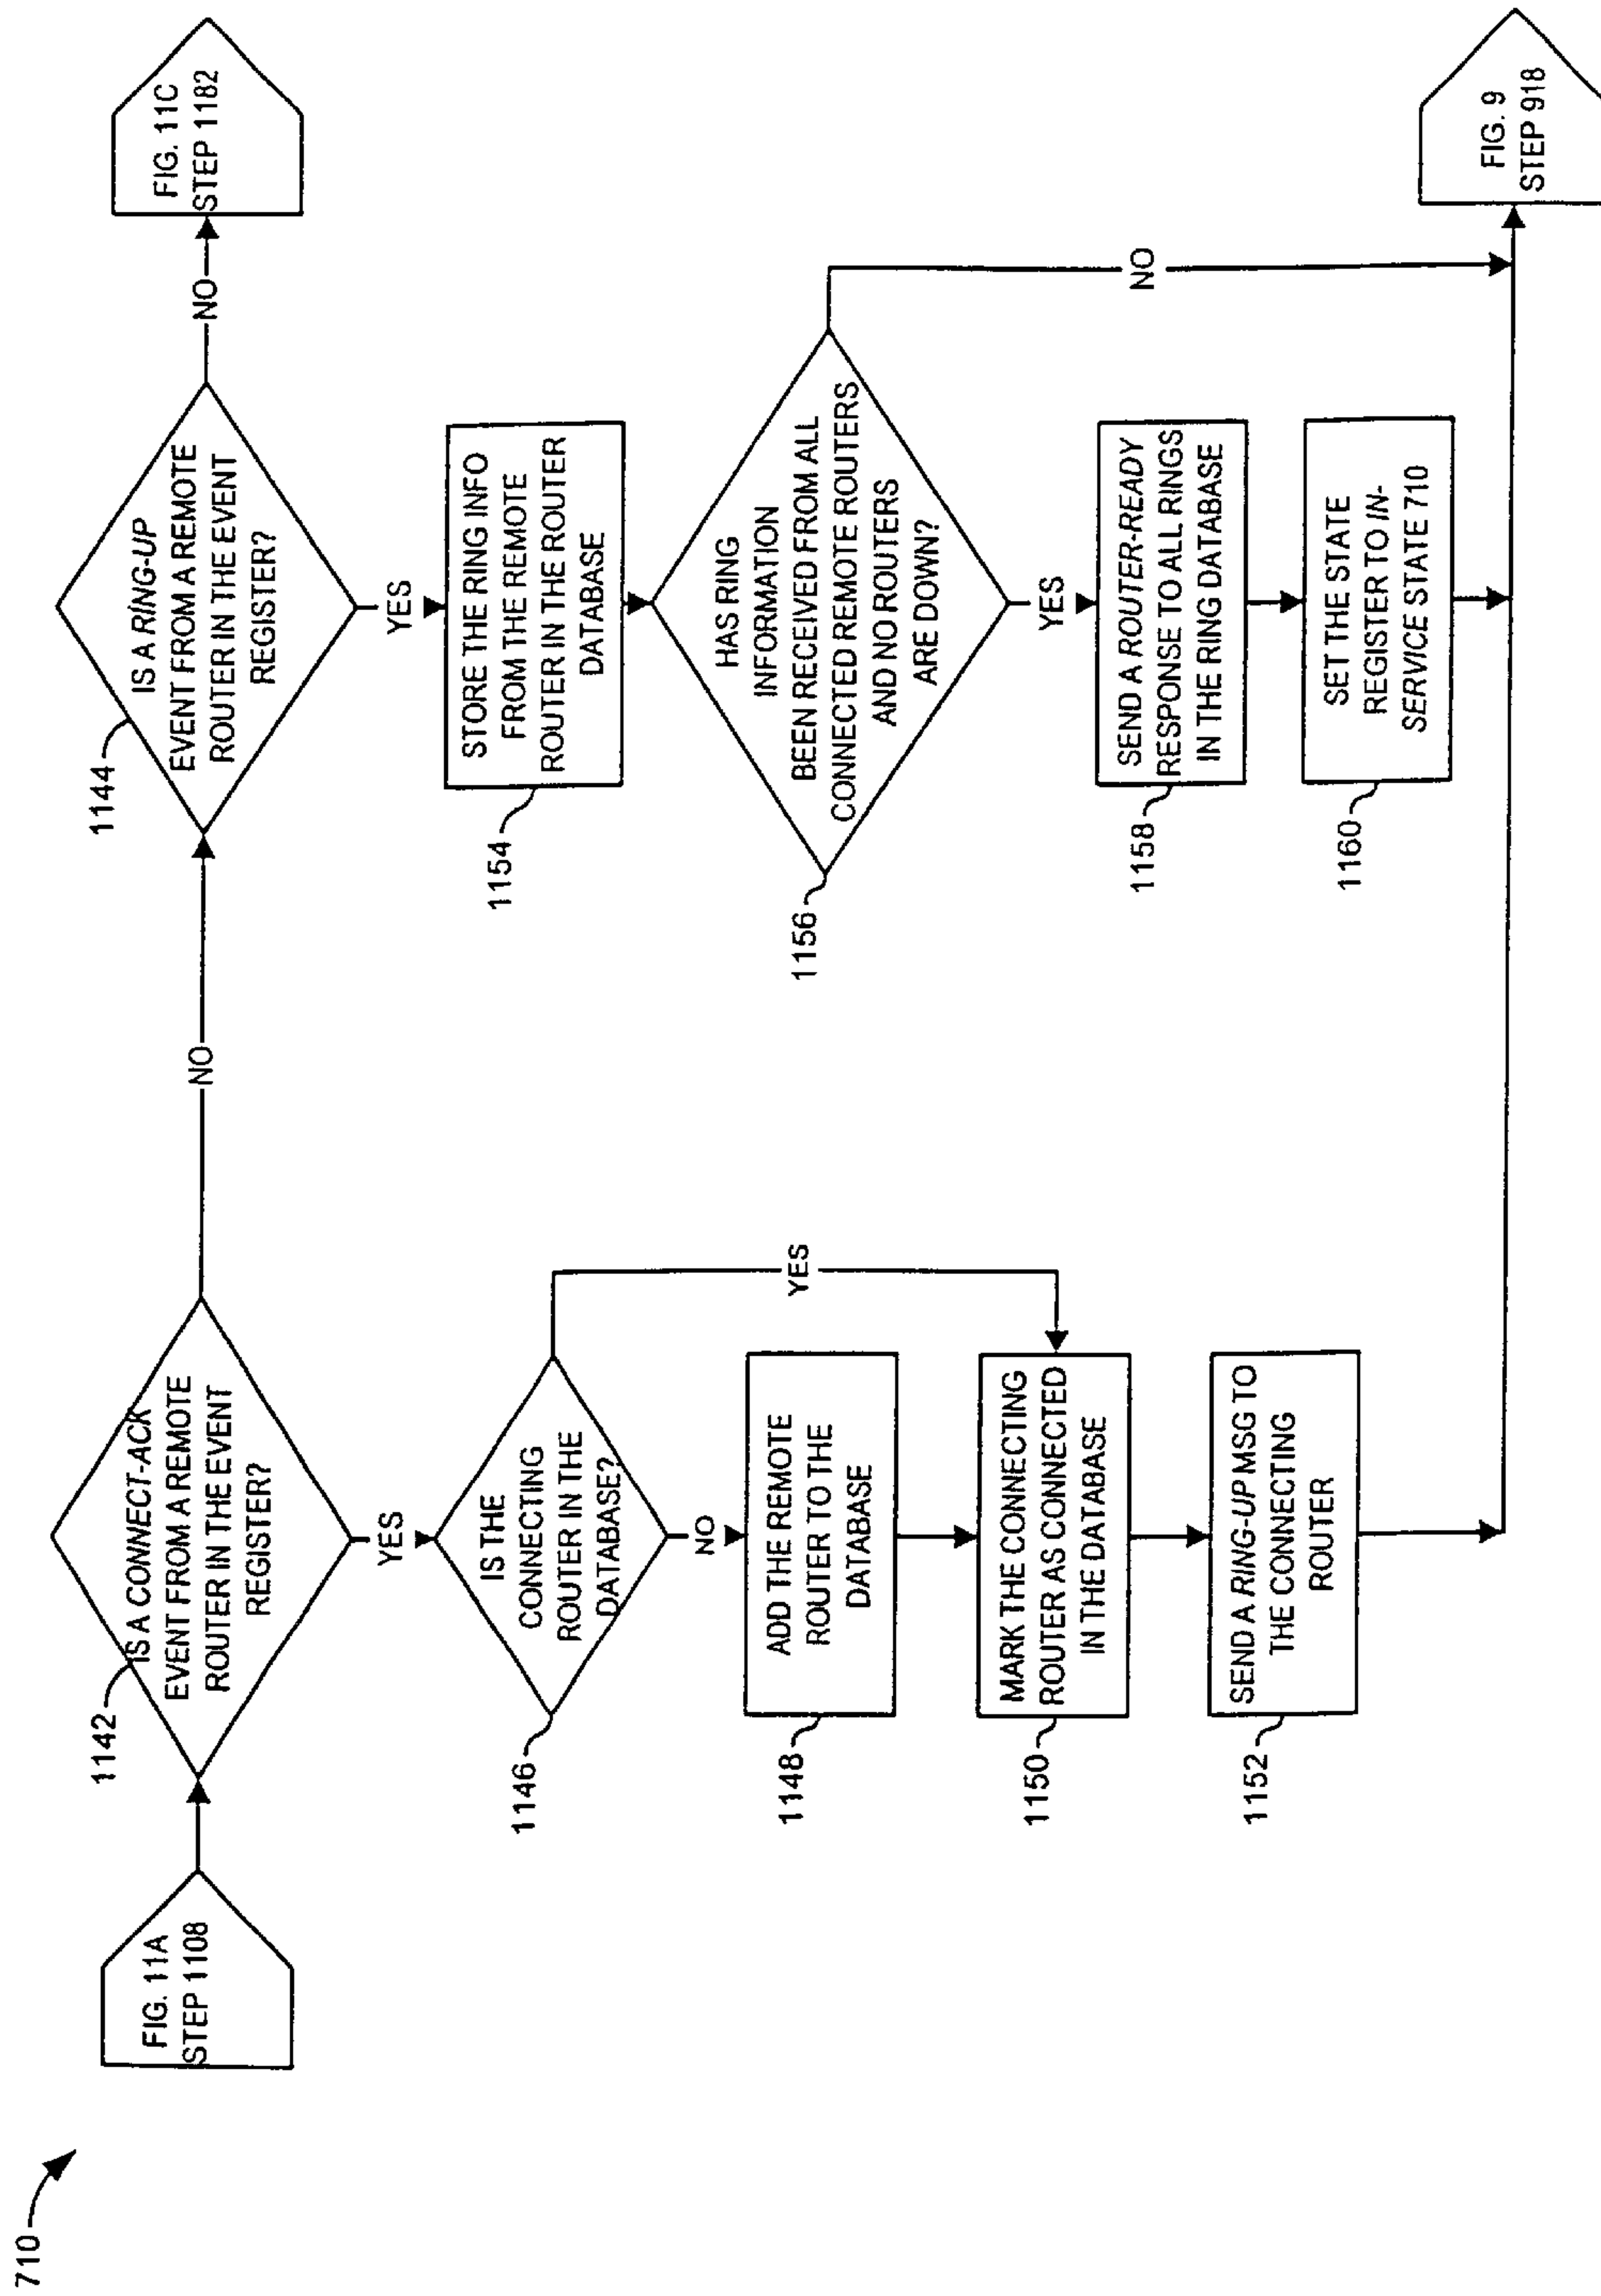 710
FIG. 11A
STEP 1108
1142
IS A CONNECT-ACK
EVENT FROM A REMOTE
ROUTER IN THE EVENT
REGISTER?
NO
YES
1144
IS A RING-UP
EVENT FROM A REMOTE
ROUTER IN THE EVENT
REGISTER?
NO
YES
FIG. 11C
STEP 1182
1146
IS THE
CONNECTING
ROUTER IN THE
DATABASE?
YES
NO
1148
ADD THE REMOTE
ROUTER TO THE
DATABASE
1150
MARK THE CONNECTING
ROUTER AS CONNECTED
IN THE DATABASE
1152
SEND A RING-UP MSG TO
THE CONNECTING
ROUTER
1154
STORE THE RING INFO
FROM THE REMOTE
ROUTER IN THE ROUTER
DATABASE
1156
HAS RING
INFORMATION
BEEN RECEIVED FROM ALL
CONNECTED REMOTE ROUTERS
AND NO ROUTERS
ARE DOWN?
NO
YES
1158
SEND A ROUTER-READY
RESPONSE TO ALL RINGS
IN THE RING DATABASE
1160
SET THE STATE
REGISTER TO IN-
SERVICE STATE 710
FIG. 9
STEP 918